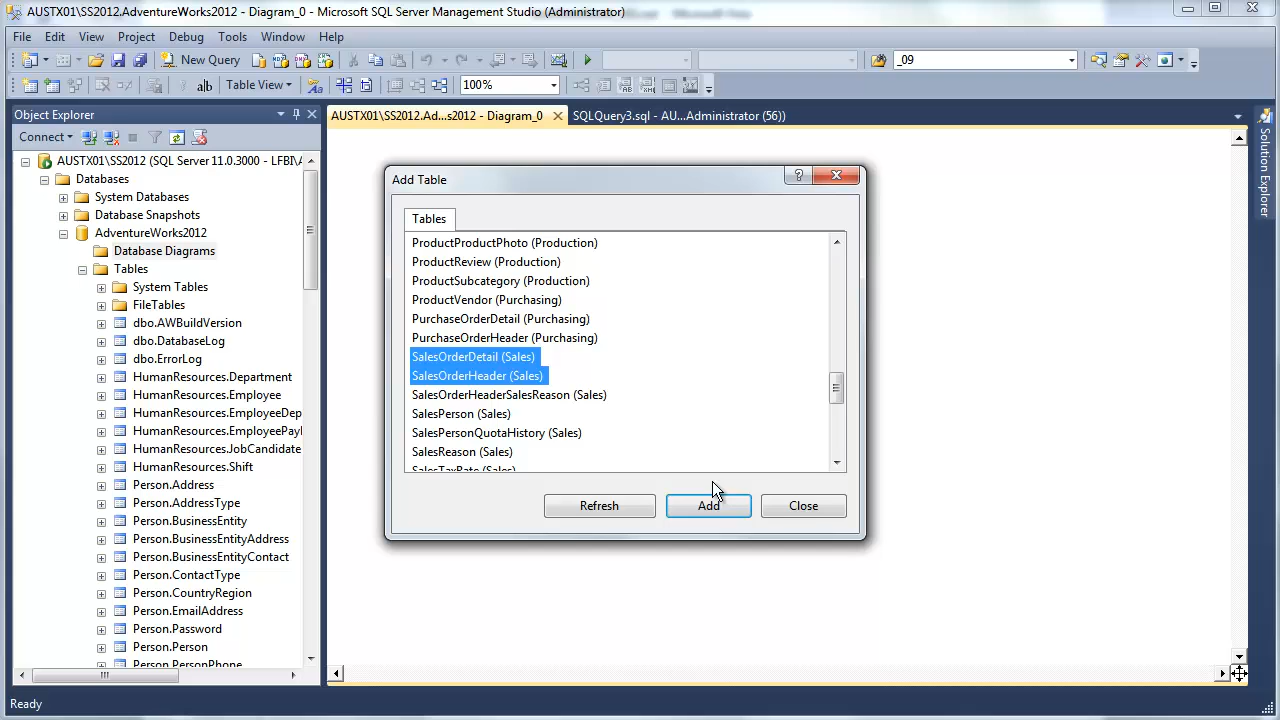 AUSTX01\SS2012.AdventureWorks2012 - Diagram_0 - Microsoft SQL Server Management Studio (Administrator)
File Edit View Project Debug Tools Window Help
New Query
_09
Table View
100%
Object Explorer
Connect
AUSTX01\SS2012 (SQL Server 11.0.3000 - LFBI\A
Databases
System Databases
Database Snapshots
AdventureWorks2012
Database Diagrams
Tables
System Tables
FileTables
dbo.AWBuildVersion
dbo.DatabaseLog
dbo.ErrorLog
HumanResources.Department
HumanResources.Employee
HumanResources.EmployeeDep
HumanResources.EmployeePay
HumanResources.JobCandidate
HumanResources.Shift
Person.Address
Person.AddressType
Person.BusinessEntity
Person.BusinessEntityAddress
Person.BusinessEntityContact
Person.ContactType
Person.CountryRegion
Person.EmailAddress
Person.Password
Person.Person
Person.PersonPhone
AUSTX01\SS2012.Ad...s2012 - Diagram_0
SQLQuery3.sql - AU...Administrator (56))
Add Table
Tables
ProductProductPhoto (Production)
ProductReview (Production)
ProductSubcategory (Production)
ProductVendor (Purchasing)
PurchaseOrderDetail (Purchasing)
PurchaseOrderHeader (Purchasing)
SalesOrderDetail (Sales)
SalesOrderHeader (Sales)
SalesOrderHeaderSalesReason (Sales)
SalesPerson (Sales)
SalesPersonQuotaHistory (Sales)
SalesReason (Sales)
SalesTaxRate (Sales)
Refresh Add Close
Solution Explorer
Ready